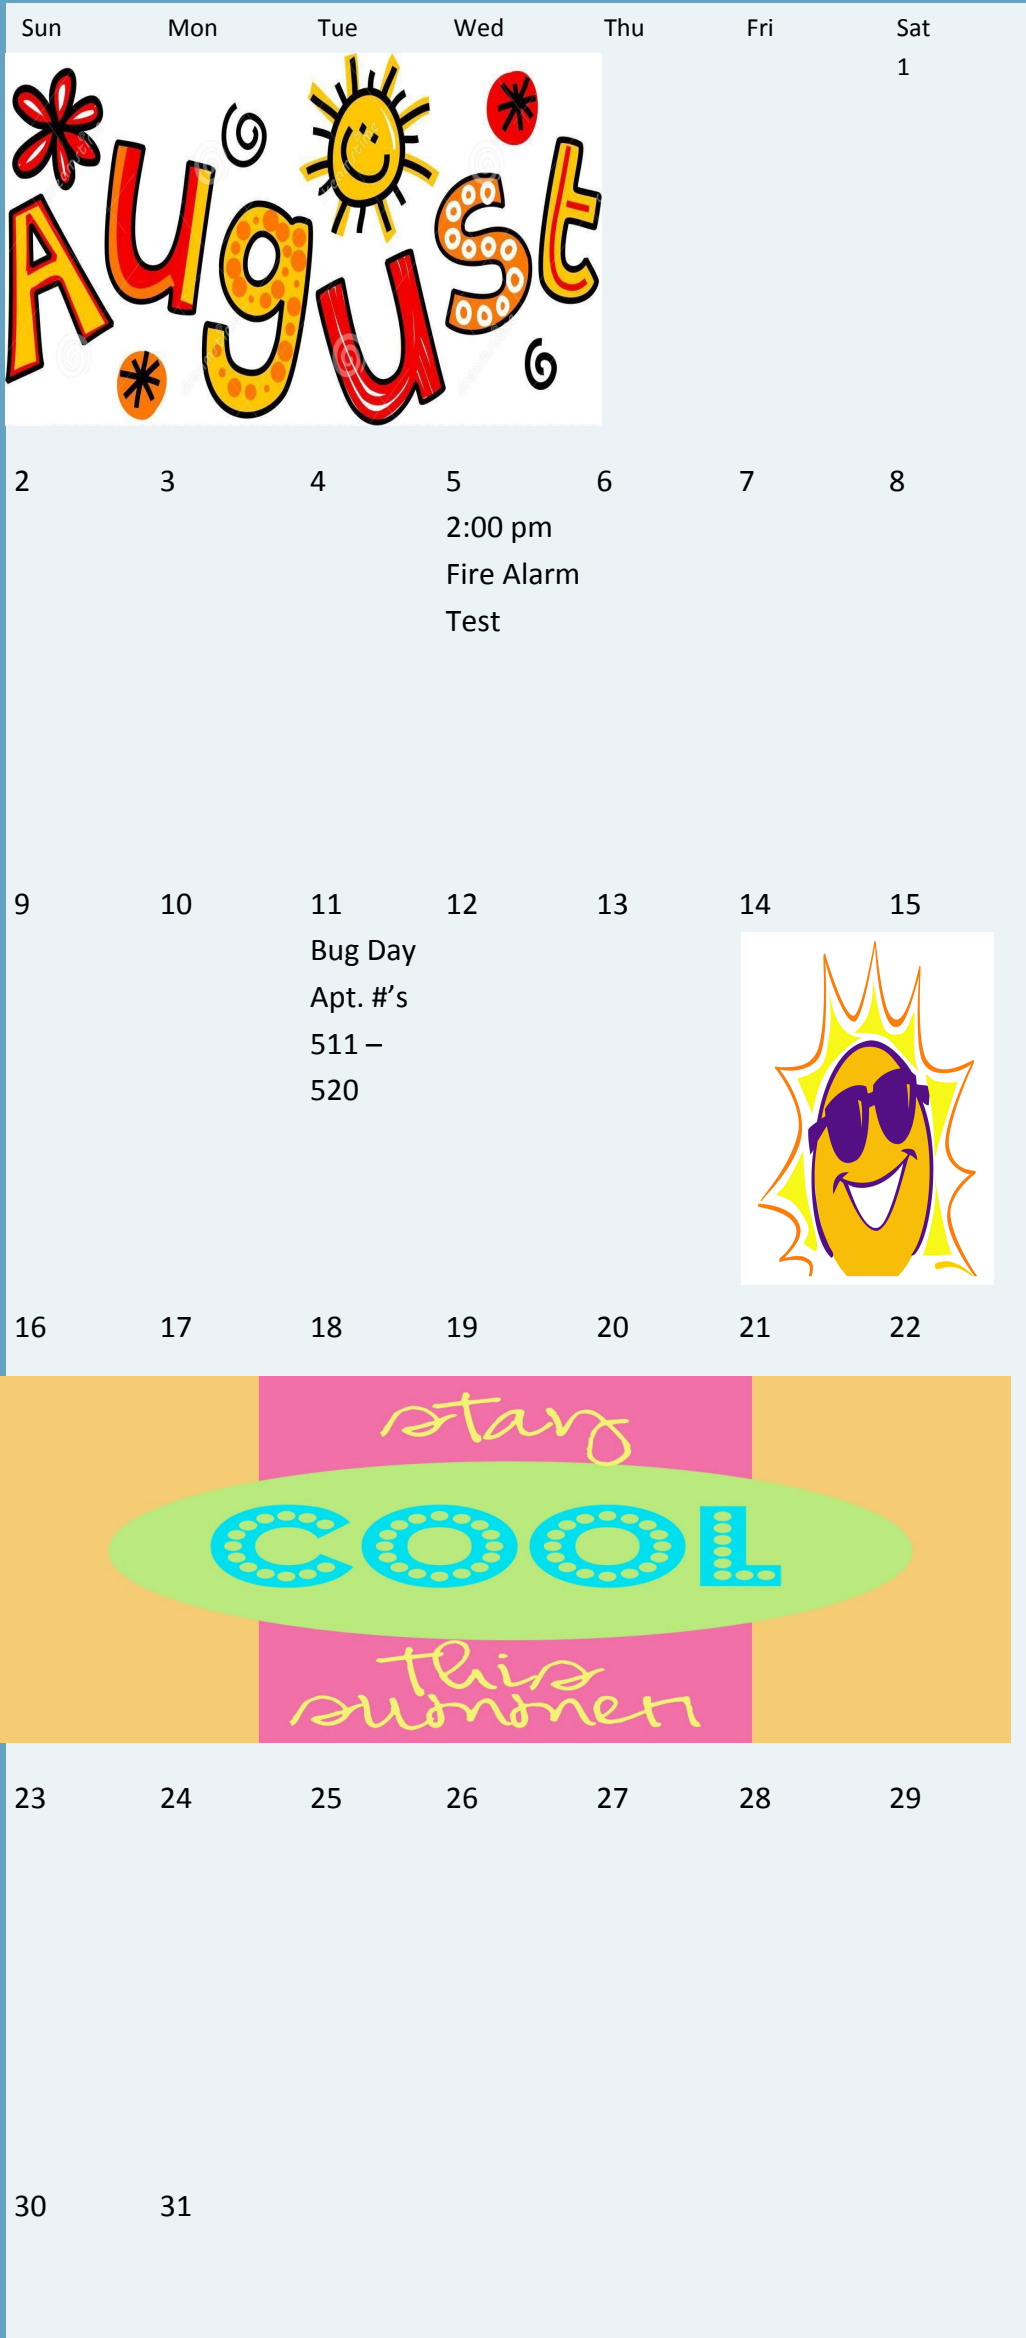 Sun Mon Tue Wed Thu Fri Sat
1
August
2 3 4 5 6 7 8
2:00 pm
Fire Alarm
Test
9 10 11 12 13 14 15
Bug Day
Apt. #’s
511 –
520
16 17 18 19 20 21 22
stay
COOL
this
summer
23 24 25 26 27 28 29
30 31